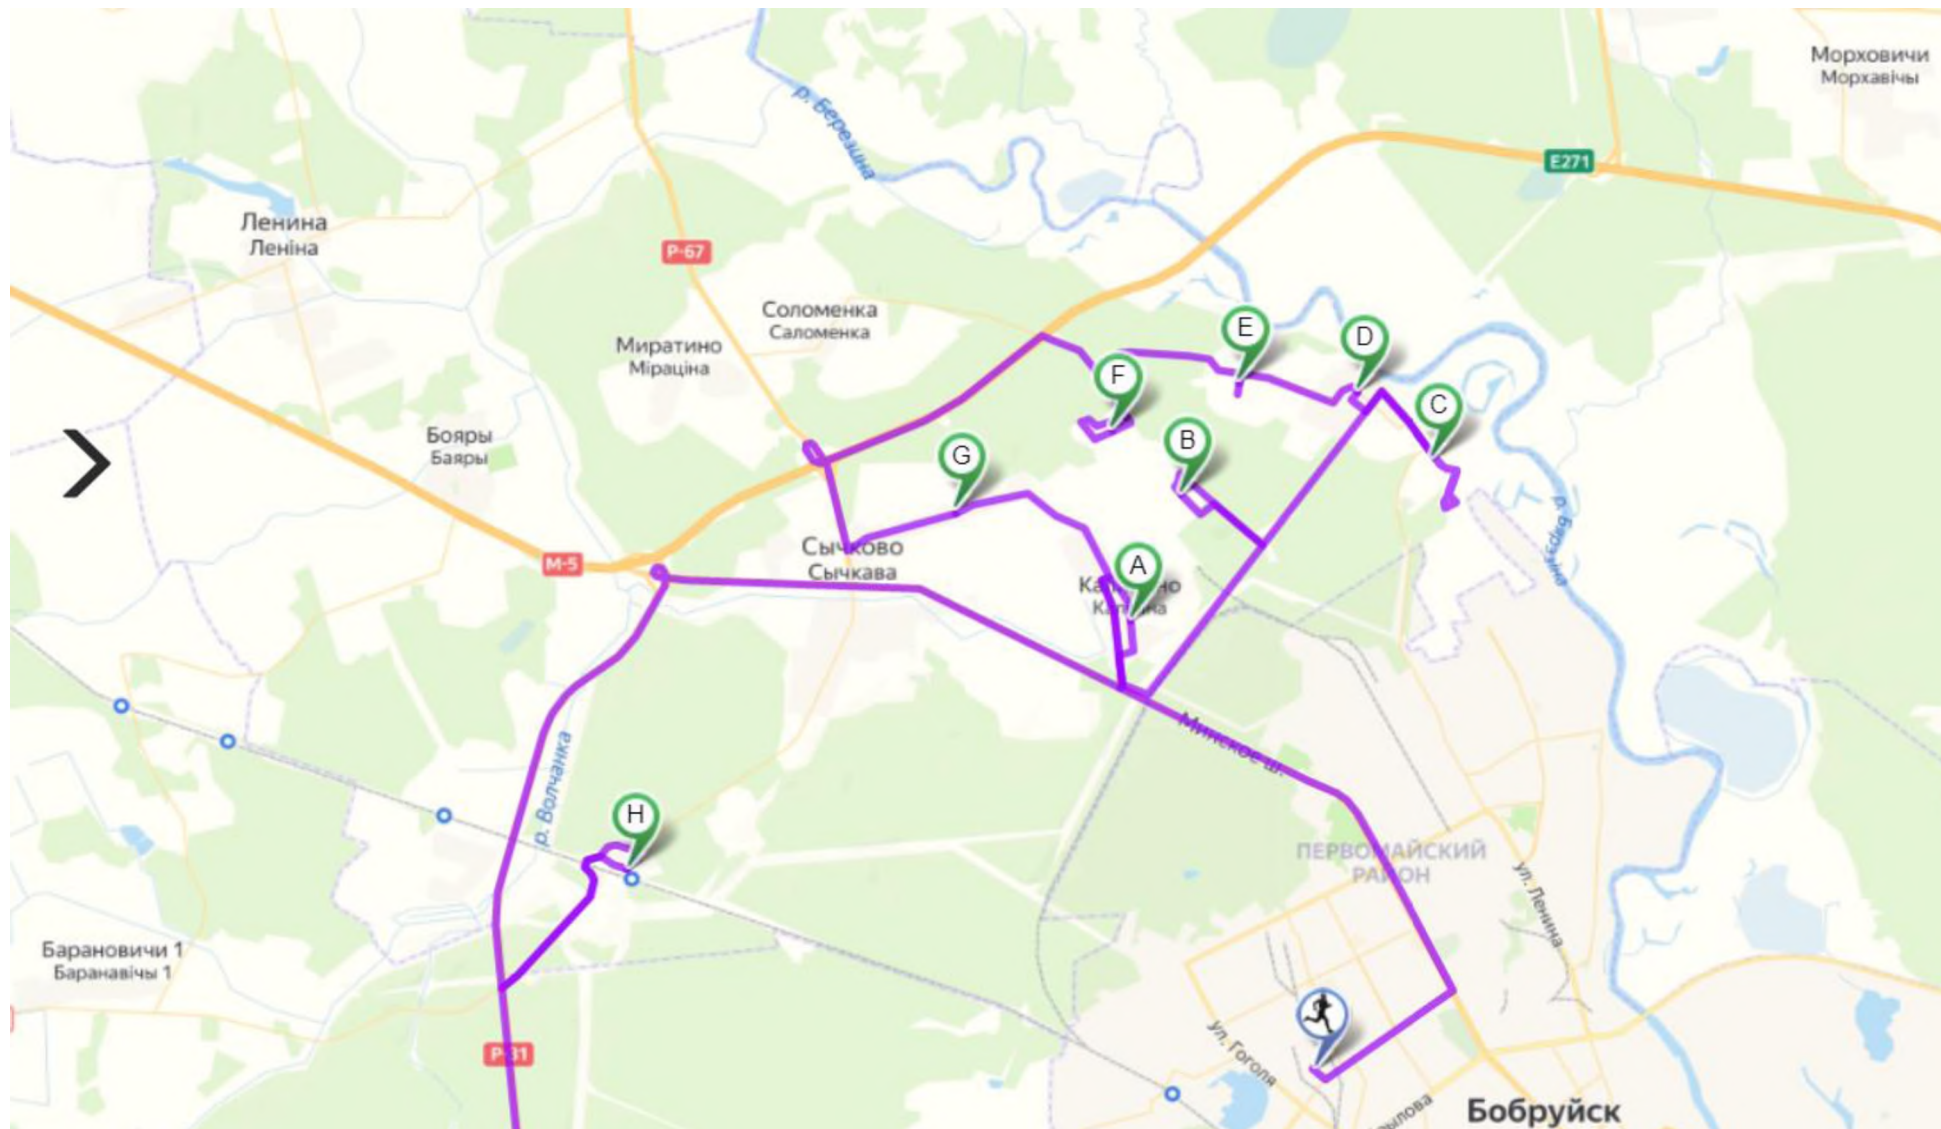 Морховичи
Морхавічы
р. Березина
E271
Ленина
Леніна
P-67
Соломенка
Саломенка
Миратино
Міраціна
E
D
F
C
B
G
Бояры
Баяры
р. Бярэзіна
M-5
Сычково
Сычкава
A
Минское ш.
р. Волчанка
H
ПЕРВОМАЙСКИЙ
РАЙОН
ул. Ленина
Барановичи 1
Баранавічы 1
ул. Гоголя
P-31
Бобруйск